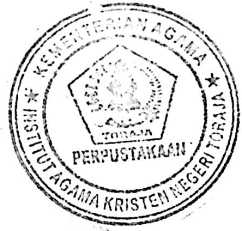 KEMENTERIAN AGAMA
TORAJA
PERPUSTAKAAN
INSTITUT AGAMA KRISTEN NEGERI TORAJA